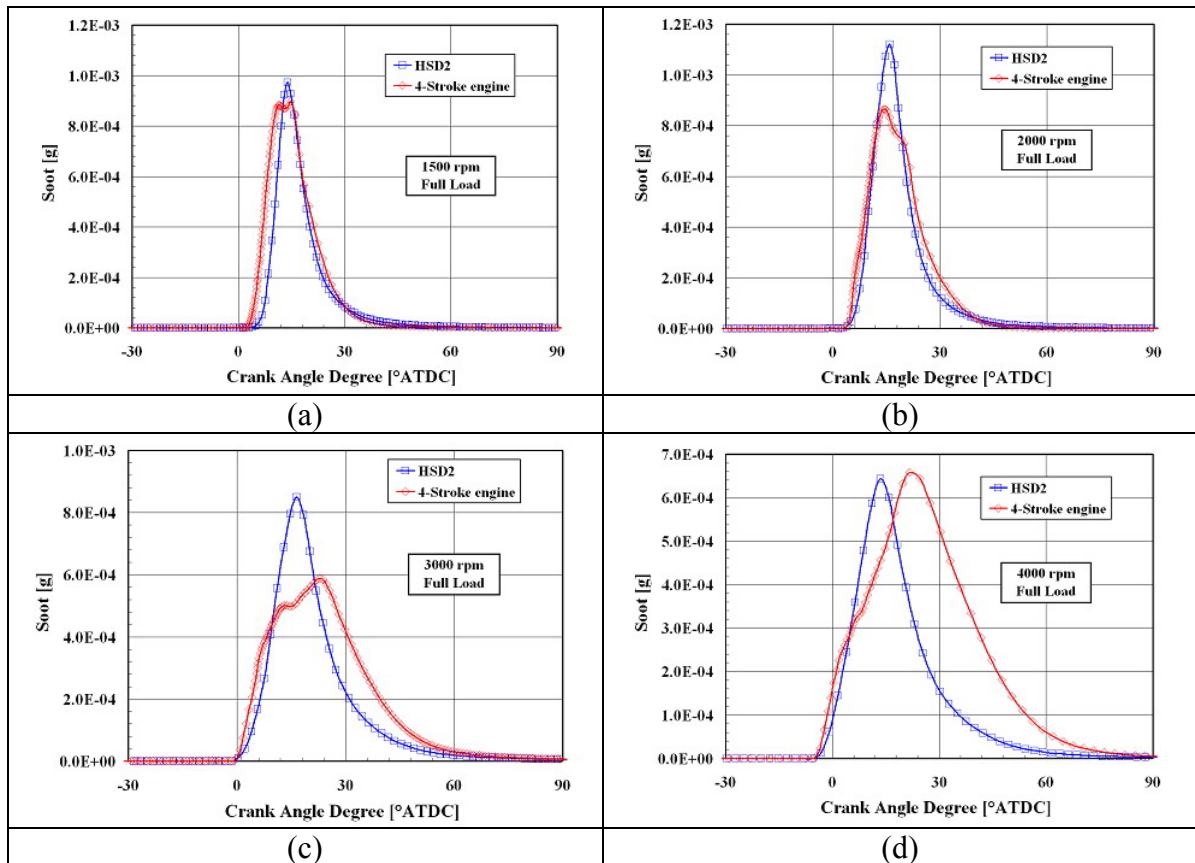 1.2E-03
1.0E-03
8.0E-04
6.0E-04
4.0E-04
2.0E-04
0.0E+00
Soot [g]
HSD2
4-Stroke engine
1500 rpm
Full Load
-30 0 30 60 90
Crank Angle Degree [°ATDC]
(a)
1.2E-03
1.0E-03
8.0E-04
6.0E-04
4.0E-04
2.0E-04
0.0E+00
Soot [g]
HSD2
4-Stroke engine
2000 rpm
Full Load
-30 0 30 60 90
Crank Angle Degree [°ATDC]
(b)
1.0E-03
8.0E-04
6.0E-04
4.0E-04
2.0E-04
0.0E+00
Soot [g]
HSD2
4-Stroke engine
3000 rpm
Full Load
-30 0 30 60 90
Crank Angle Degree [°ATDC]
(c)
7.0E-04
6.0E-04
5.0E-04
4.0E-04
3.0E-04
2.0E-04
1.0E-04
0.0E+00
Soot [g]
HSD2
4-Stroke engine
4000 rpm
Full Load
-30 0 30 60 90
Crank Angle Degree [°ATDC]
(d)